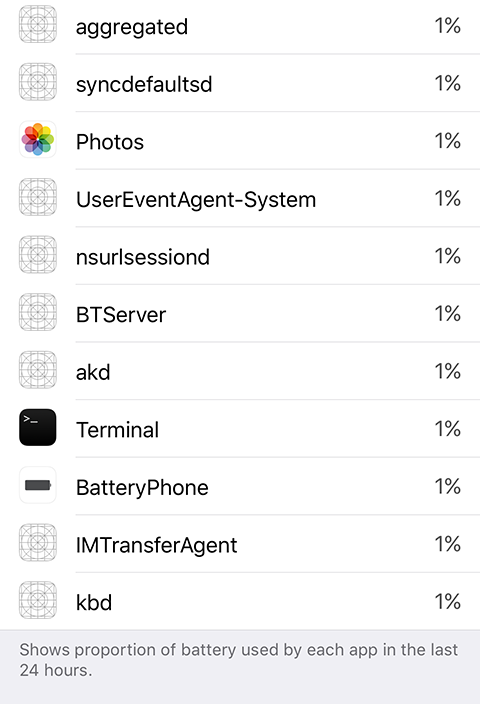 aggregated 1%
syncdefaultsd 1%
Photos 1%
UserEventAgent-System 1%
nsurlsessiond 1%
BTServer 1%
akd 1%
>_
Terminal 1%
BatteryPhone 1%
IMTransferAgent 1%
kbd 1%
Shows proportion of battery used by each app in the last
24 hours.